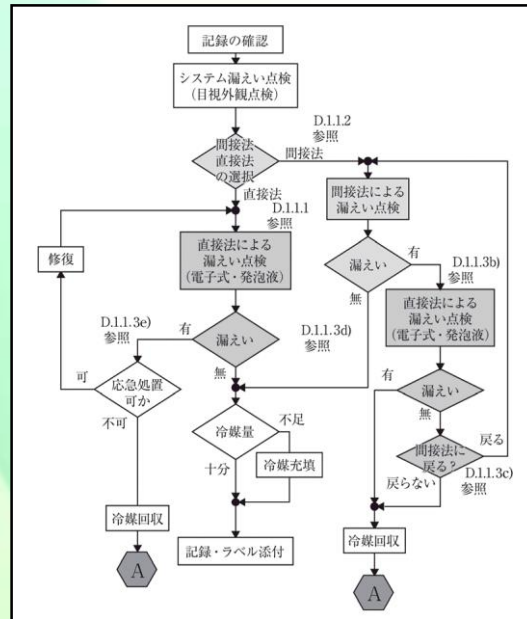 記録の確認
システム漏えい点検
(目視外観点検)
D.1.1.2
参照
間接法
直接法
の選択
間接法
直接法
D.1.1.1
参照
間接法による
漏えい点検
修復
直接法による
漏えい点検
(電子式・発泡液)
漏えい
有
無
D.1.1.3b)
参照
直接法による
漏えい点検
(電子式・発泡液)
D.1.1.3e)
参照
有
漏えい
無
D.1.1.3d)
参照
可
応急処置
可か
不可
冷媒量
不足
十分
冷媒充填
有
漏えい
無
間接法に
戻る?
戻る
戻らない
D.1.1.3c)
参照
冷媒回収
A
記録・ラベル添付
冷媒回収
A